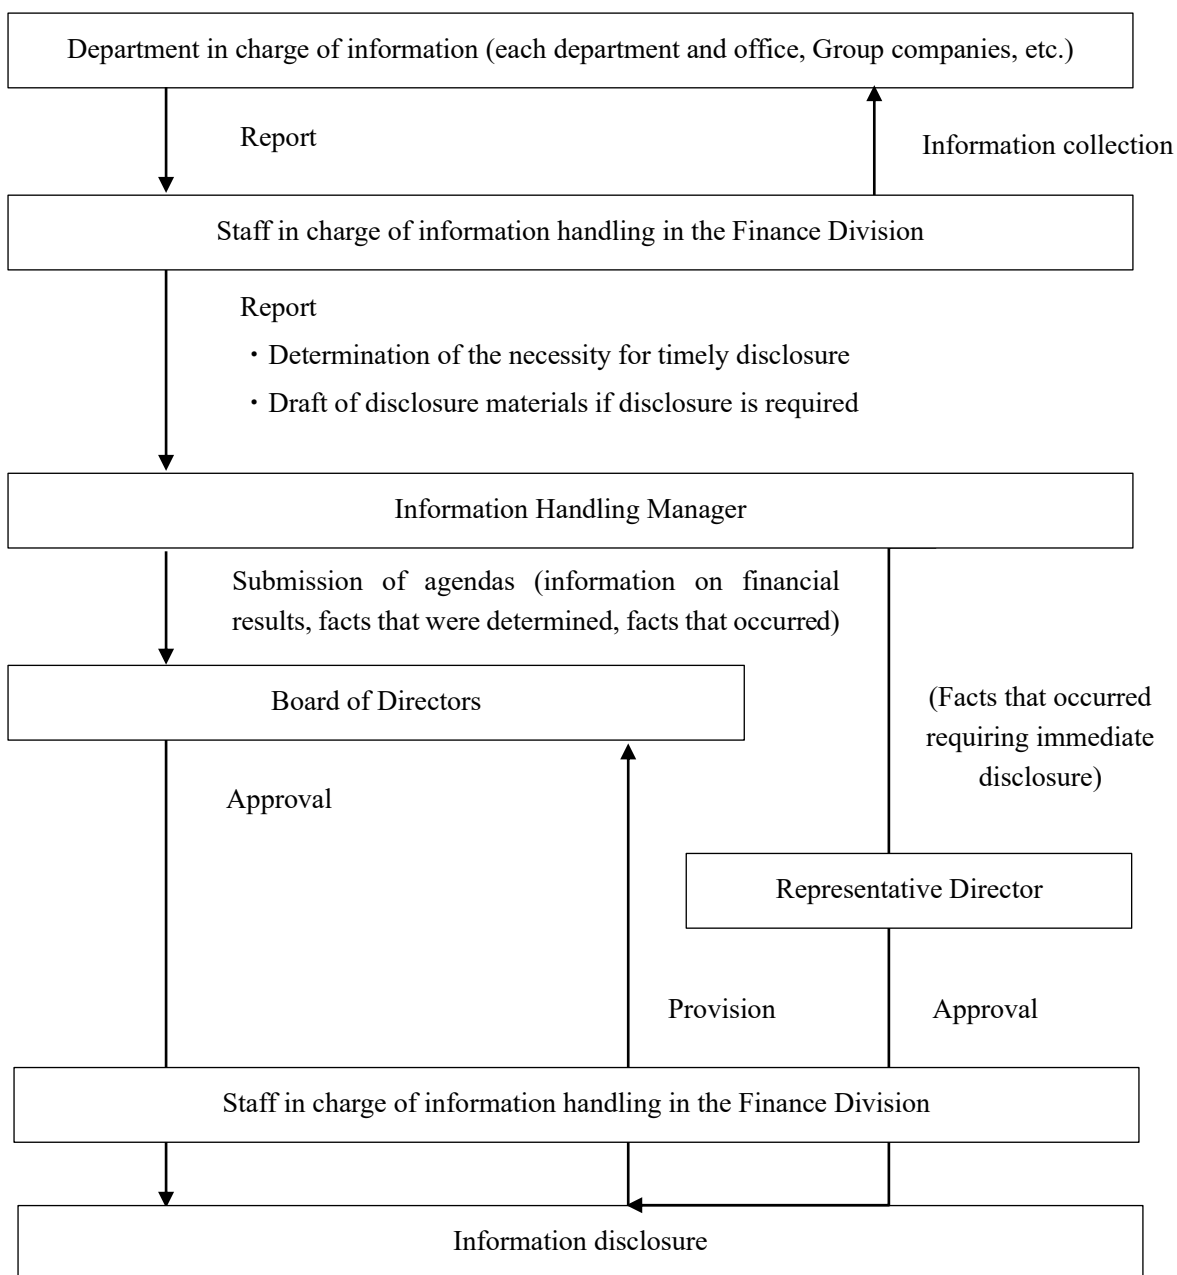 Department in charge of information (each department and office, Group companies, etc.)
Report
Information collection
Staff in charge of information handling in the Finance Division
Report
・Determination of the necessity for timely disclosure
・Draft of disclosure materials if disclosure is required
Information Handling Manager
Submission of agendas (information on financial
results, facts that were determined, facts that occurred)
Board of Directors
(Facts that occurred
requiring immediate
disclosure)
Approval
Representative Director
Provision
Approval
Staff in charge of information handling in the Finance Division
Information disclosure